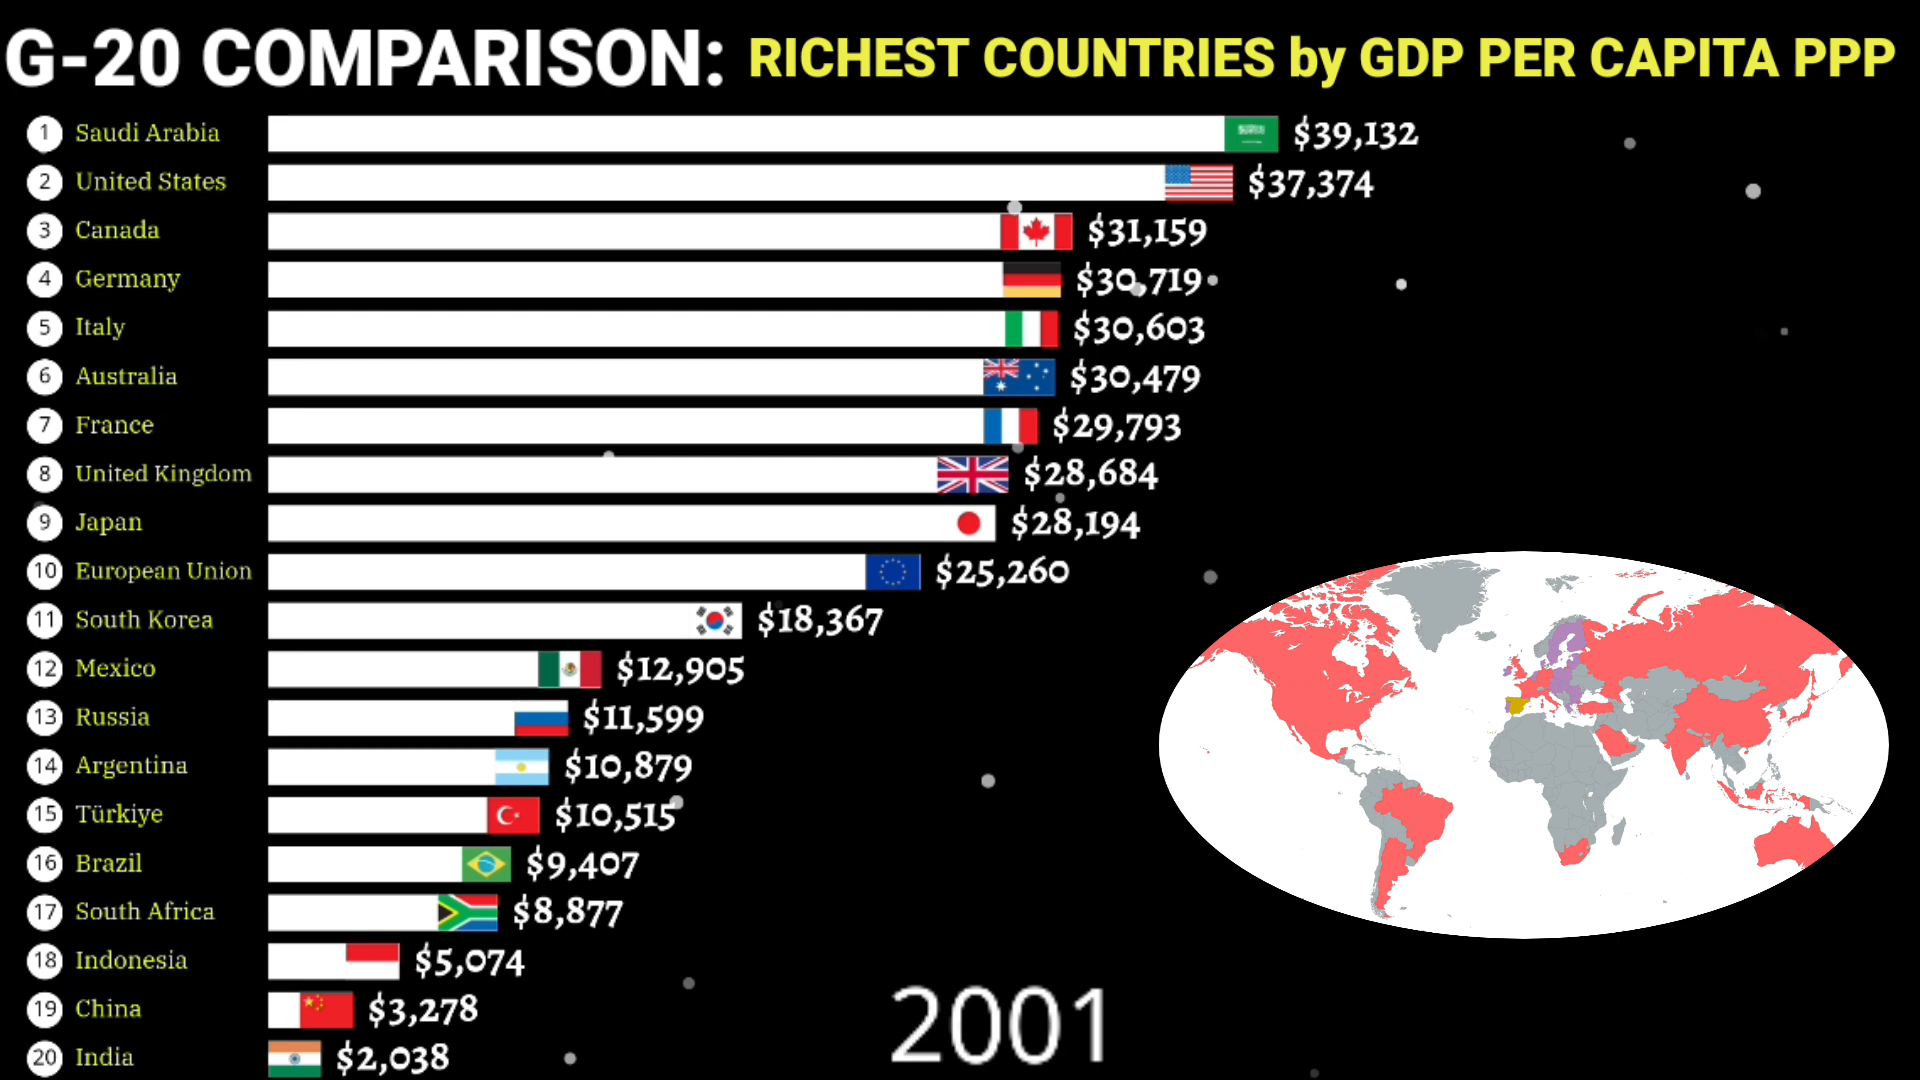 G-20 COMPARISON: RICHEST COUNTRIES by GDP PER CAPITA PPP
1 Saudi Arabia $39,132
2 United States $37,374
3 Canada $31,159
4 Germany $30,719
5 Italy $30,603
6 Australia $30,479
7 France $29,793
8 United Kingdom $28,684
9 Japan $28,194
10 European Union $25,260
11 South Korea $18,367
12 Mexico $12,905
13 Russia $11,599
14 Argentina $10,879
15 Türkiye $10,515
16 Brazil $9,407
17 South Africa $8,877
18 Indonesia $5,074
19 China $3,278
20 India $2,038
2001